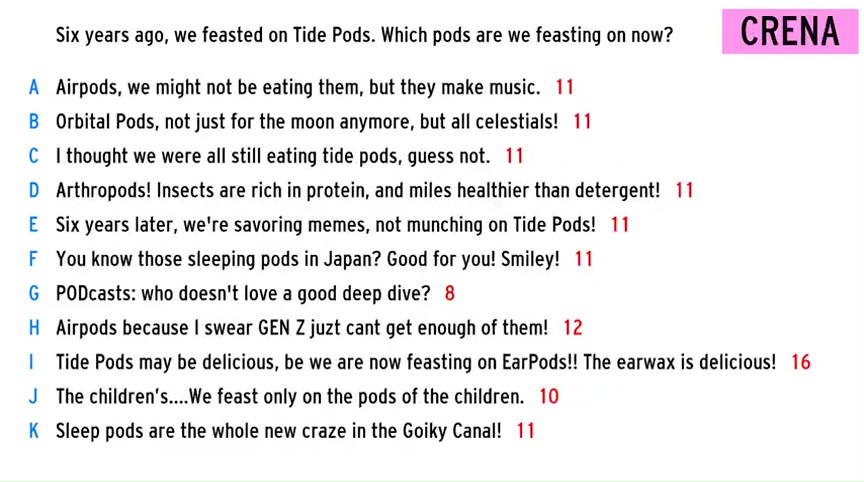 Six years ago, we feasted on Tide Pods. Which pods are we feasting on now?
CRENA
A Airpods, we might not be eating them, but they make music. 11
B Orbital Pods, not just for the moon anymore, but all celestials! 11
C I thought we were all still eating tide pods, guess not. 11
D Arthropods! Insects are rich in protein, and miles healthier than detergent! 11
E Six years later, we're savoring memes, not munching on Tide Pods! 11
F You know those sleeping pods in Japan? Good for you! Smiley! 11
G PODcasts: who doesn't love a good deep dive? 8
H Airpods because I swear GEN Z juzt cant get enough of them! 12
I Tide Pods may be delicious, be we are now feasting on EarPods!! The earwax is delicious! 16
J The children's....We feast only on the pods of the children. 10
K Sleep pods are the whole new craze in the Goiky Canal! 11